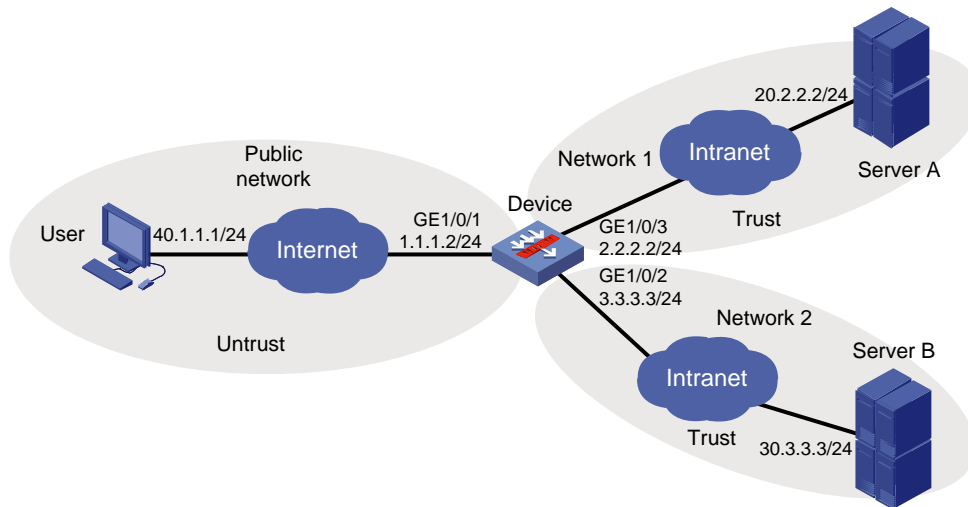 Public
network
User
40.1.1.1/24
Internet
GE1/0/1
1.1.1.2/24
Untrust
Device
Network 1
Intranet
20.2.2.2/24
Server A
Trust
GE1/0/3
2.2.2.2/24
GE1/0/2
3.3.3.3/24
Network 2
Intranet
Server B
Trust
30.3.3.3/24